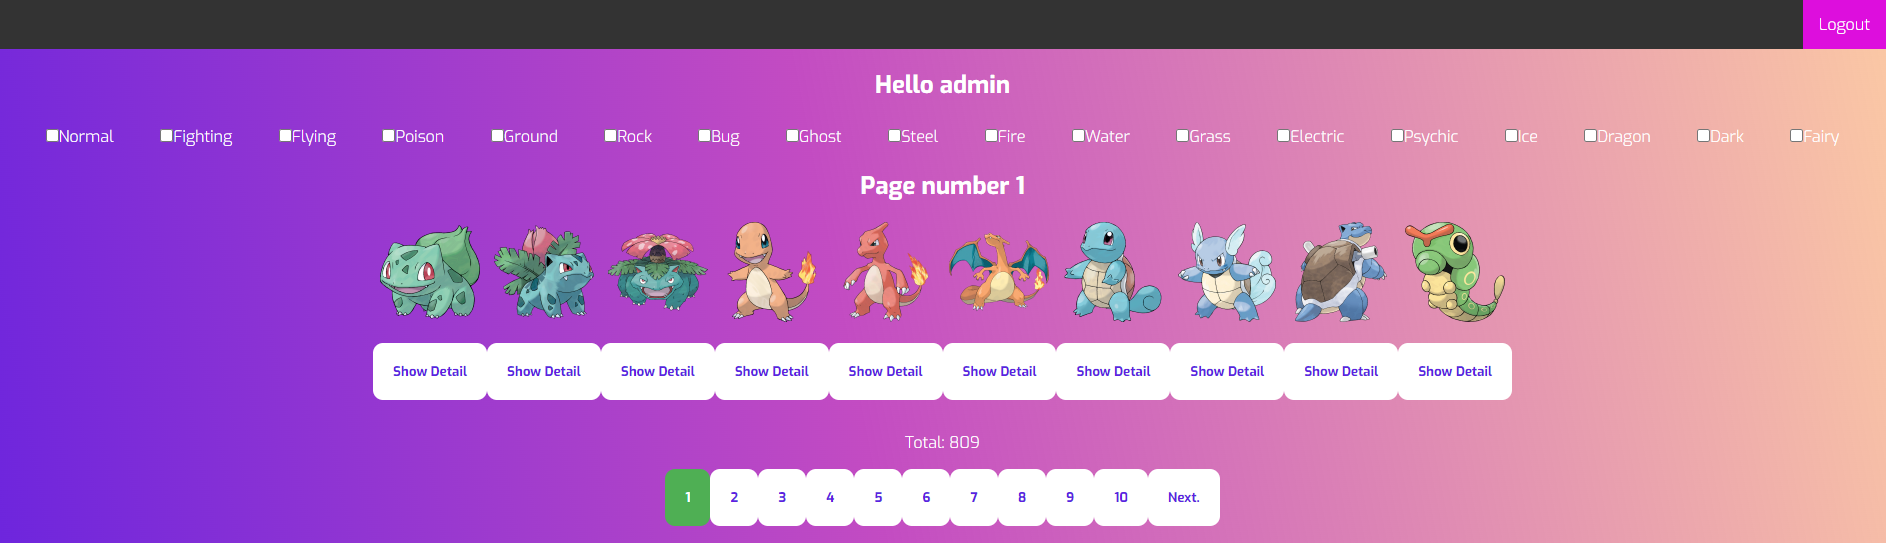 Logout
Hello admin
Normal Fighting Flying Poison Ground Rock Bug Ghost Steel Fire Water Grass Electric Psychic Ice Dragon Dark Fairy
Page number 1
Show Detail Show Detail Show Detail Show Detail Show Detail Show Detail Show Detail Show Detail Show Detail Show Detail
Total: 809
1 2 3 4 5 6 7 8 9 10 Next.